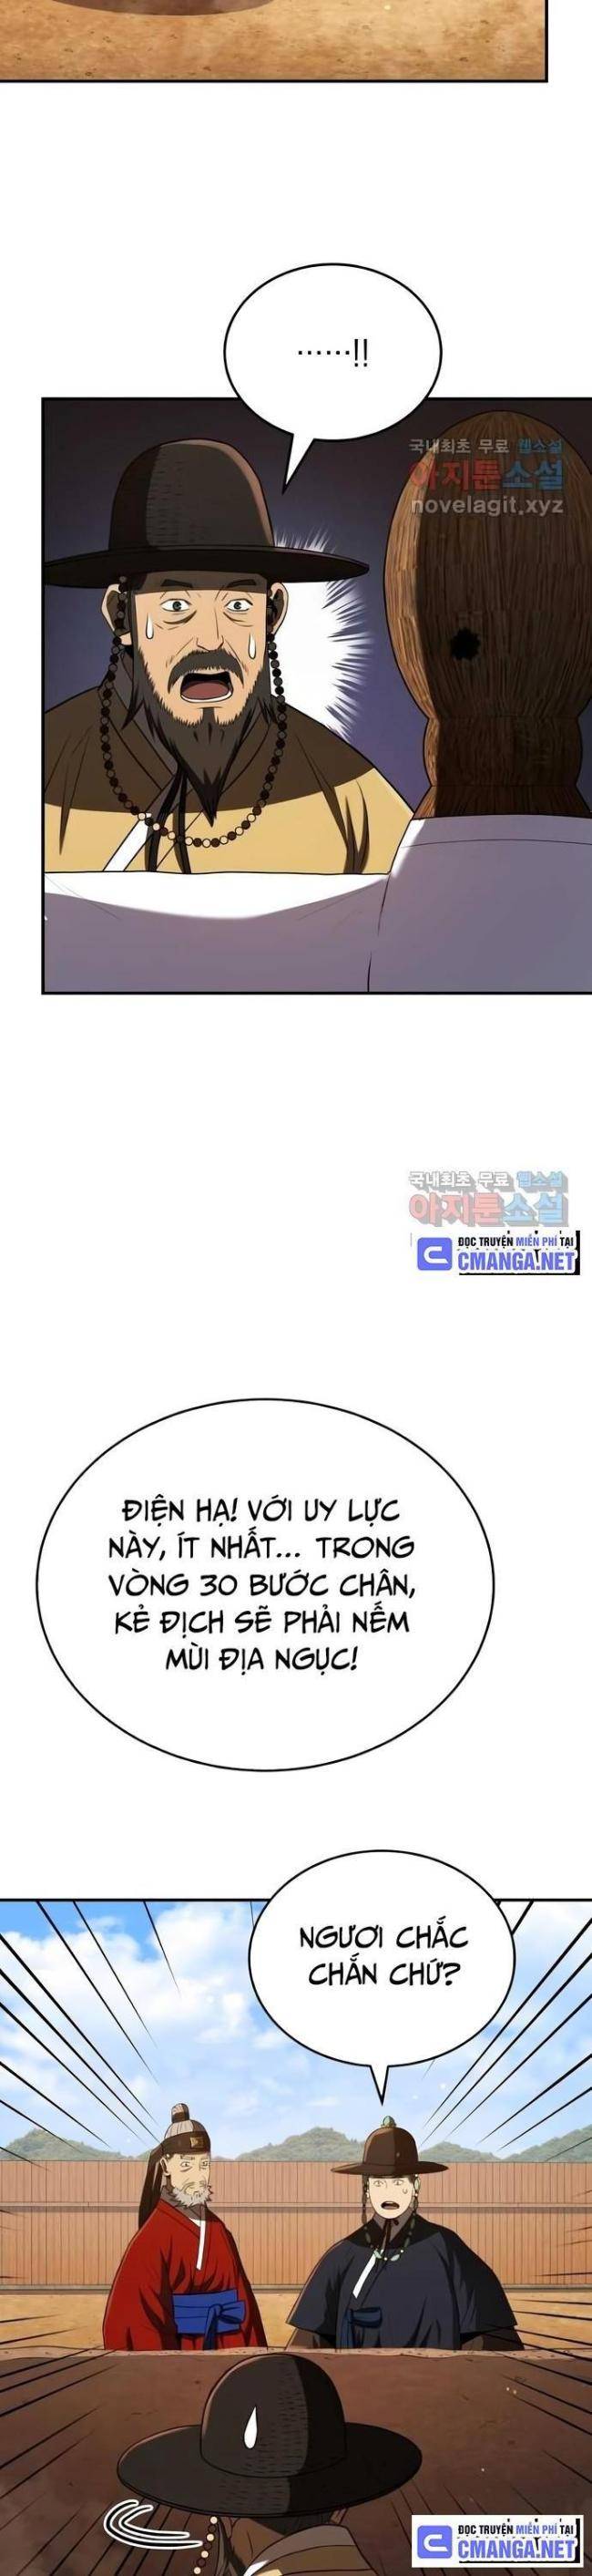 ......!!
국내최초 무료 웹소설
아지툰소설
novelagit.xyz
국내최초 무료 웹소설
아지툰소설
ĐỌC TRUYỆN MIỄN PHÍ TẠI
CMANGA.NET
ĐIỆN HẠ! VỚI UY LỰC
NÀY, ÍT NHẤT... TRONG
VÒNG 30 BƯỚC CHÂN,
KẺ ĐỊCH SẼ PHẢI NẾM
MÙI ĐỊA NGỤC!
NGƯƠI CHẮC
CHẮN CHỨ?
ĐỌC TRUYỆN MIỄN PHÍ TẠI
CMANGA.NET